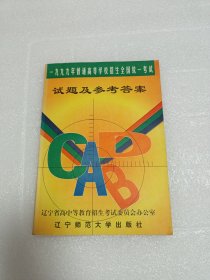 一九九九年普通高等学校招生全国统一考试
试题及参考答案
CAD
B
辽宁省高中等教育招生考试委员会办公室
辽宁师范大学出版社